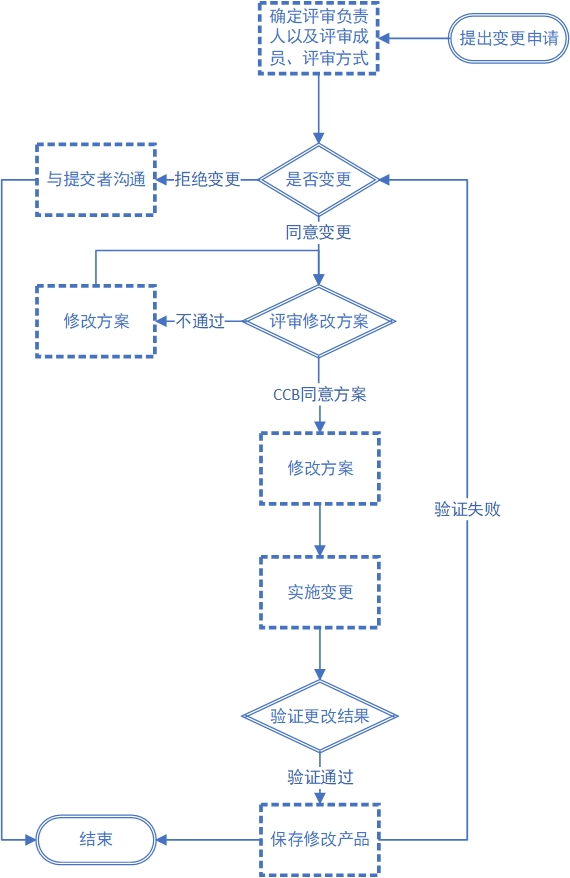 确定评审负责
人以及评审成
员、评审方式
提出变更申请
与提交者沟通
拒绝变更
是否变更
同意变更
修改方案
不通过
评审修改方案
CCB同意方案
修改方案
验证失败
实施变更
验证更改结果
验证通过
结束
保存修改产品